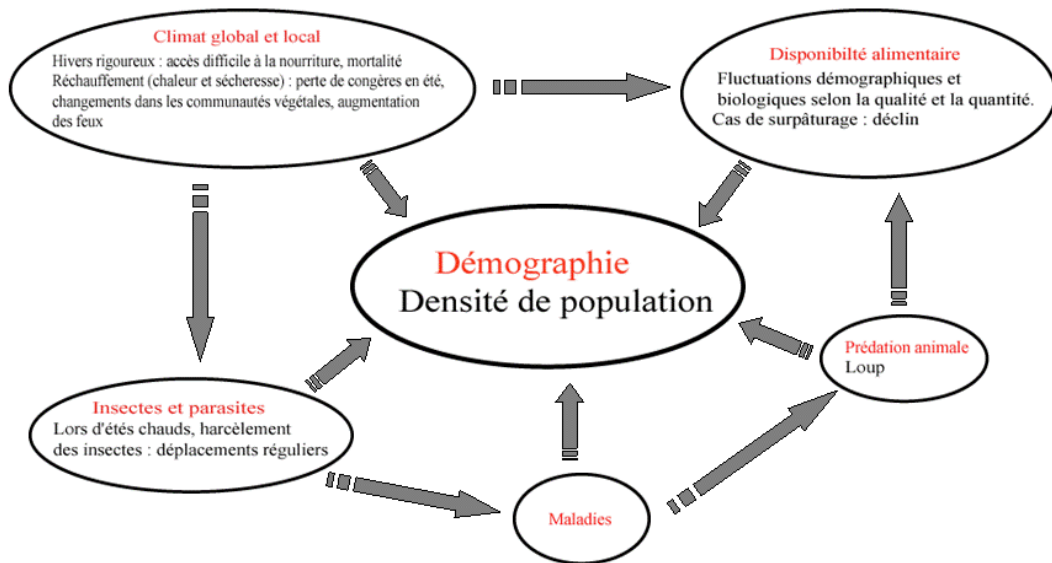 Climat global et local
Hivers rigoureux : accès difficile à la nourriture, mortalité
Réchauffement (chaleur et sécheresse) : perte de congères en été,
changements dans les communautés végétales, augmentation
des feux
Disponibilté alimentaire
Fluctuations démographiques et
biologiques selon la qualité et la quantité.
Cas de surpâturage : déclin
Démographie
Densité de population
Prédation animale
Loup
Insectes et parasites
Lors d'étés chauds, harcèlement
des insectes : déplacements réguliers
Maladies